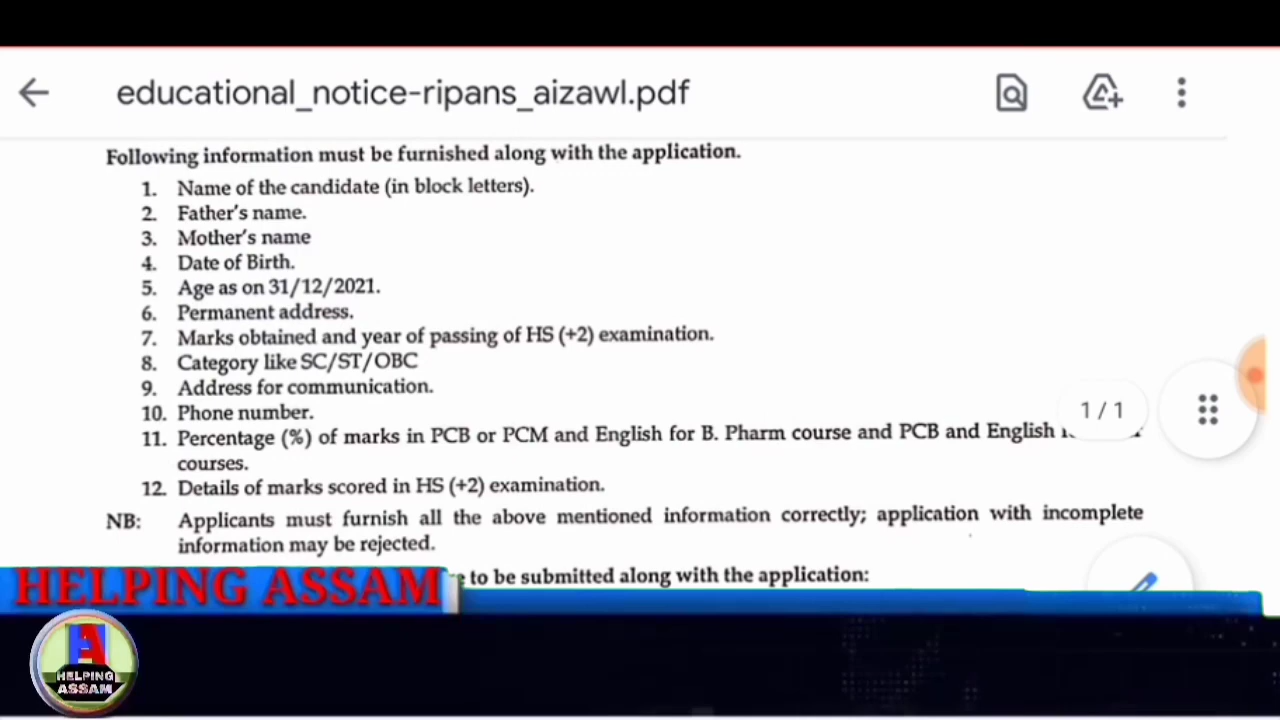 educational_notice-ripans_aizawl.pdf
Following information must be furnished along with the application.
1. Name of the candidate (in block letters).
2. Father's name.
3. Mother's name
4. Date of Birth.
5. Age as on 31/12/2021.
6. Permanent address.
7. Marks obtained and year of passing of HS (+2) examination.
8. Category like SC/ST/OBC
9. Address for communication.
10. Phone number.
1 / 1
11. Percentage (%) of marks in PCB or PCM and English for B. Pharm course and PCB and English
courses.
12. Details of marks scored in HS (+2) examination.
NB: Applicants must furnish all the above mentioned information correctly; application with incomplete
information may be rejected.
to be submitted along with the application:
HELPING ASSAM
HA
HELPING
ASSAM